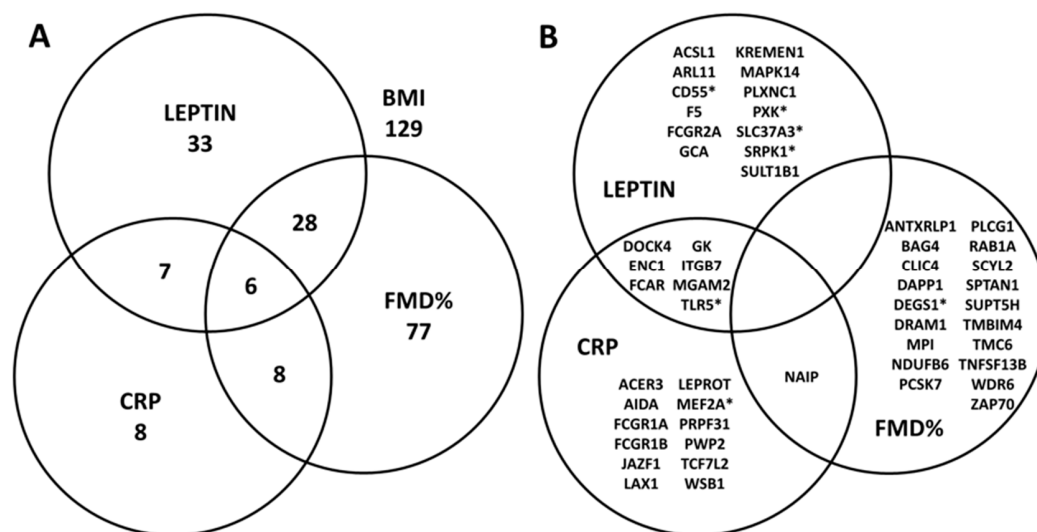 A
LEPTIN
33
BMI
129
28
7
6
FMD%
77
8
CRP
8
B
ACSL1 KREMEN1
ARL11 MAPK14
CD55* PLXNC1
F5 PXK*
FCGR2A SLC37A3*
GCA SRPK1*
SULT1B1
LEPTIN
DOCK4 GK
ENC1 ITGB7
FCAR MGAM2
TLR5*
ANTXRLP1 PLCG1
BAG4 RAB1A
CLIC4 SCYL2
DAPP1 SPTAN1
DEGS1* SUPT5H
DRAM1 TMBIM4
MPI TMC6
NDUFB6 TNFSF13B
PCSK7 WDR6
ZAP70
FMD%
NAIP
CRP
ACER3 LEPROT
AIDA MEF2A*
FCGR1A PRPF31
FCGR1B PWP2
JAZF1 TCF7L2
LAX1 WSB1